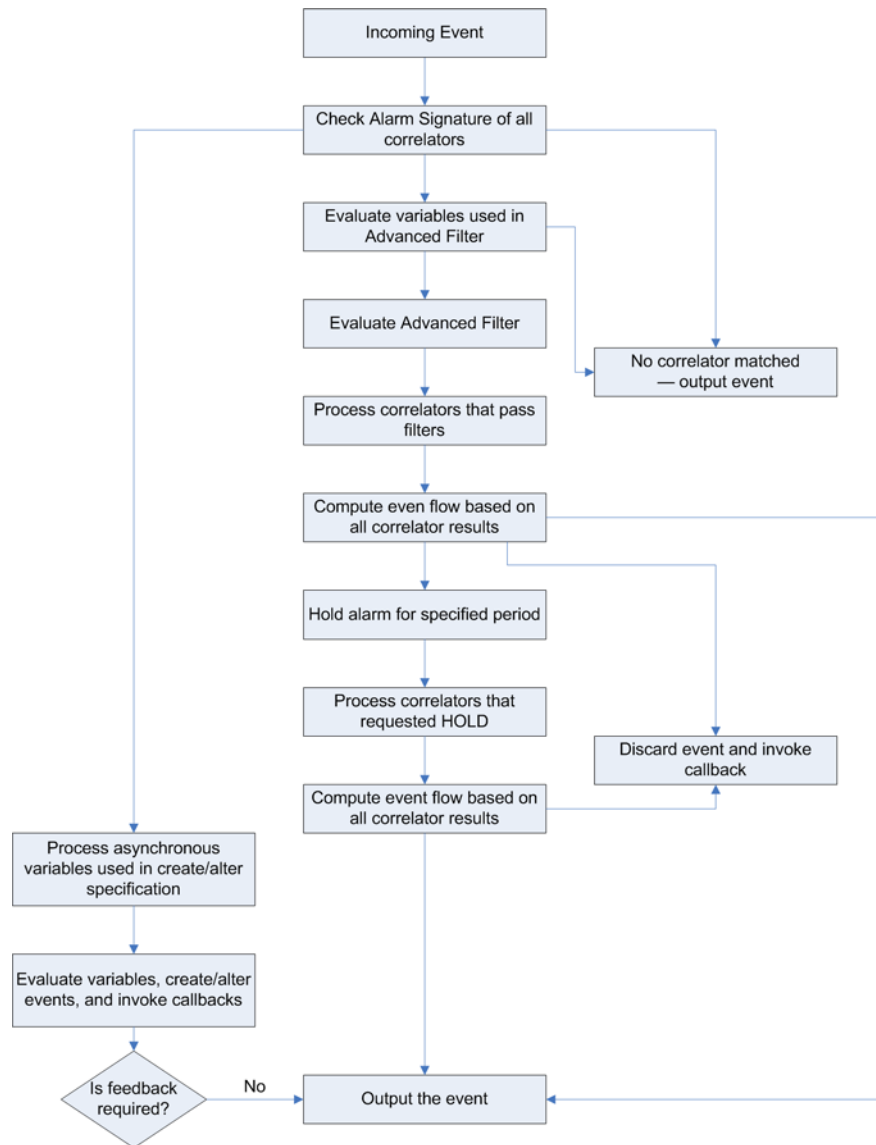 Incoming Event
Check Alarm Signature of all
correlators
Evaluate variables used in
Advanced Filter
Evaluate Advanced Filter
No correlator matched
— output event
Process correlators that pass
filters
Compute even flow based on
all correlator results
Hold alarm for specified period
Process correlators that
requested HOLD
Discard event and invoke
callback
Compute event flow based on
all correlator results
Process asynchronous
variables used in create/alter
specification
Evaluate variables, create/alter
events, and invoke callbacks
Is feedback
required?
No
Output the event